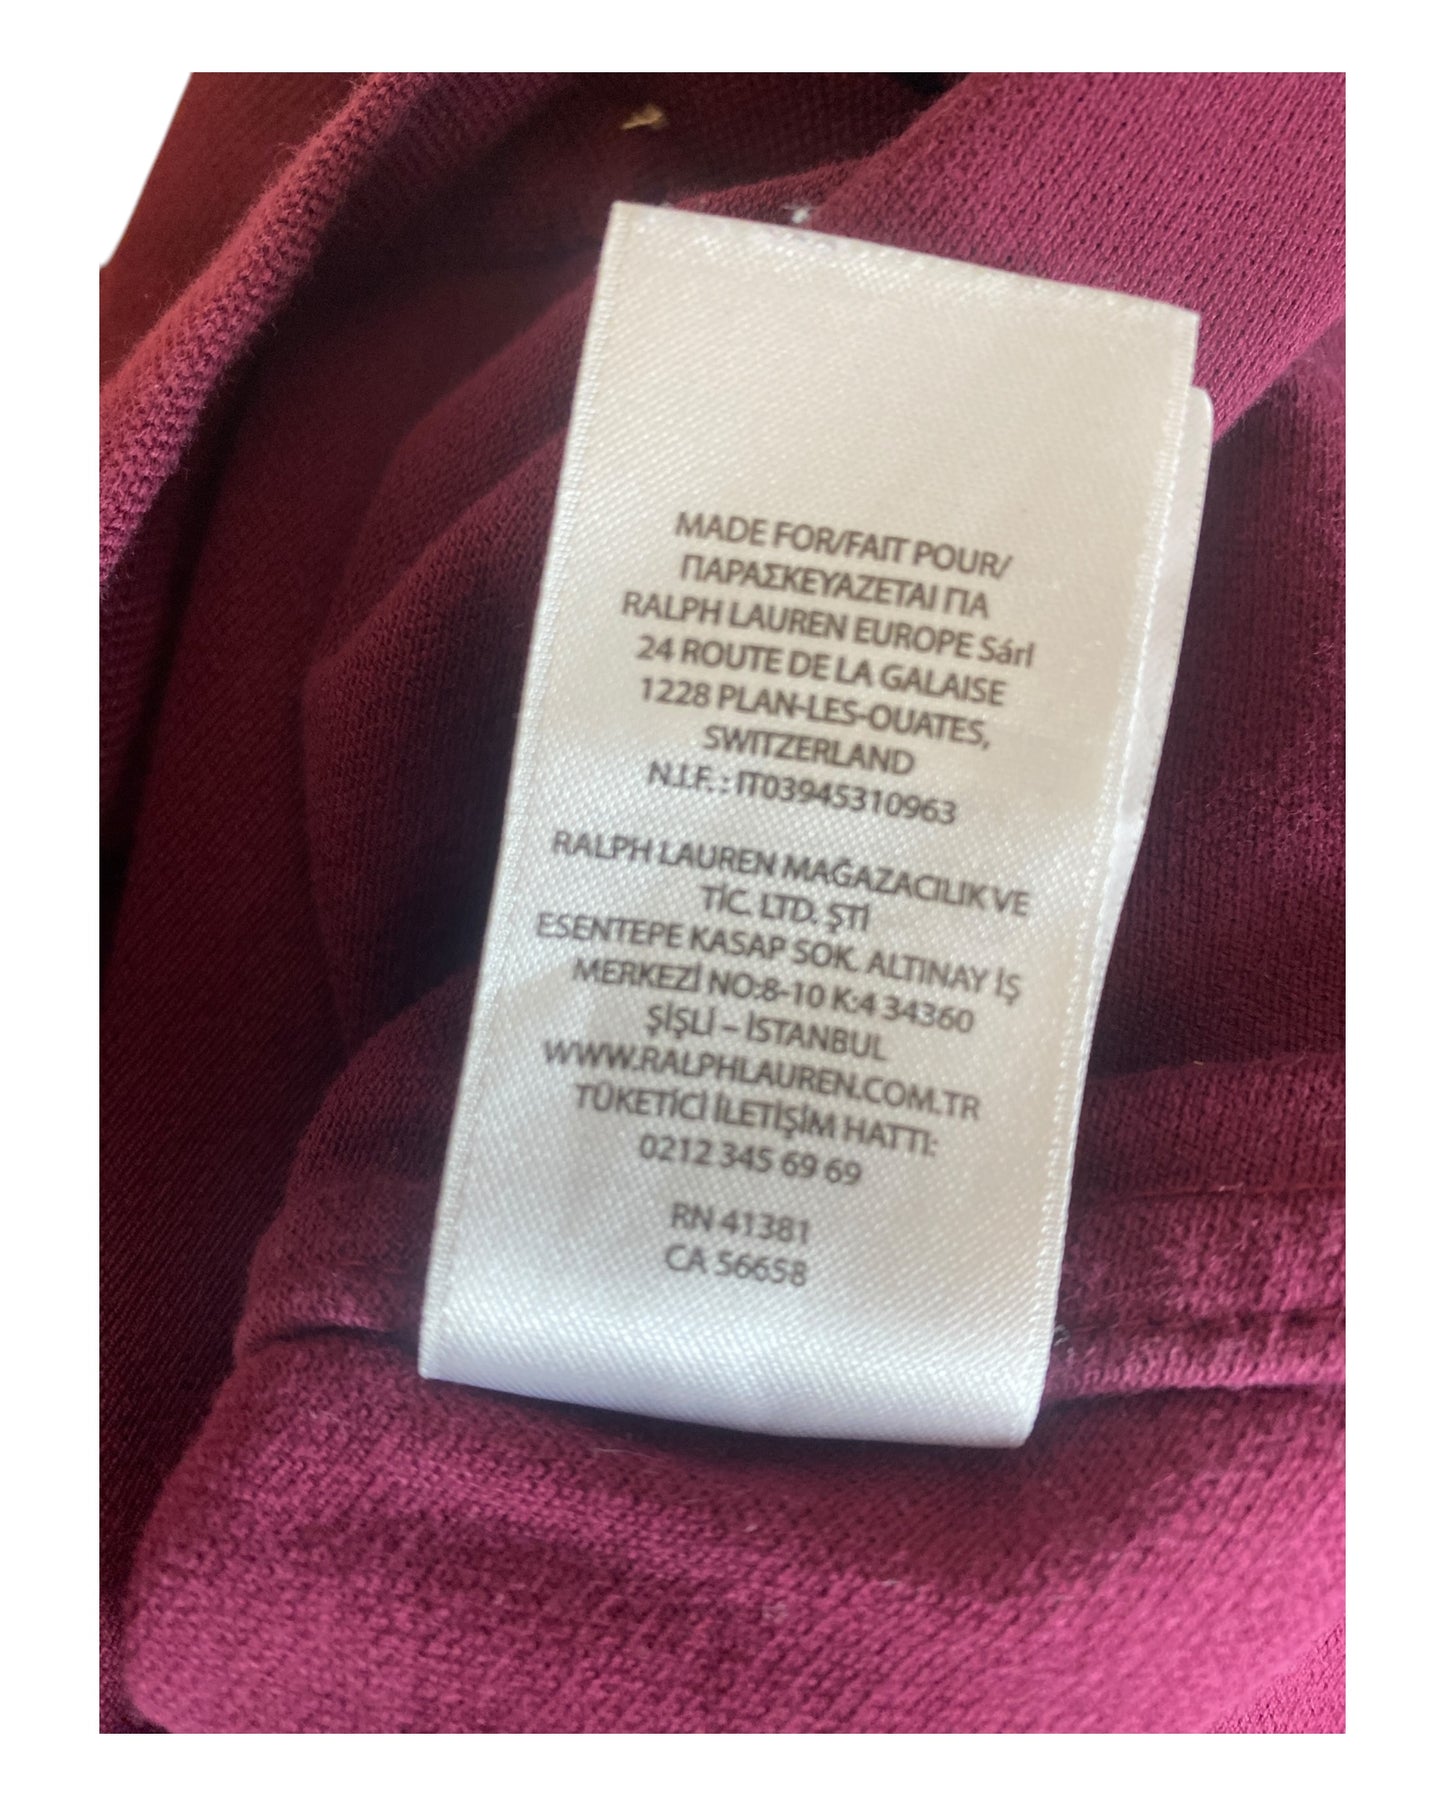 MADE FOR/FAIT POUR/
ΠΑΡΑΣΚΕΥΑΖΕΤΑΙ ΠΑ
RALPH LAUREN EUROPE Sárl
24 ROUTE DE LA GALAISE
1228 PLAN-LES-OUATES,
SWITZERLAND
N.I.F. : IT03945310963
RALPH LAUREN MAĞAZACILIK VE
TİC. LTD. ŞTİ
ESENTEPE KASAP SOK. ALTINAY İŞ
MERKEZİ NO:8-10 K:4 34360
ŞİŞLİ – İSTANBUL
WWW.RALPHLAUREN.COM.TR
TÜKETİCİ İLETİŞİM HATTI:
0212 345 69 69
RN 41381
CA 56658